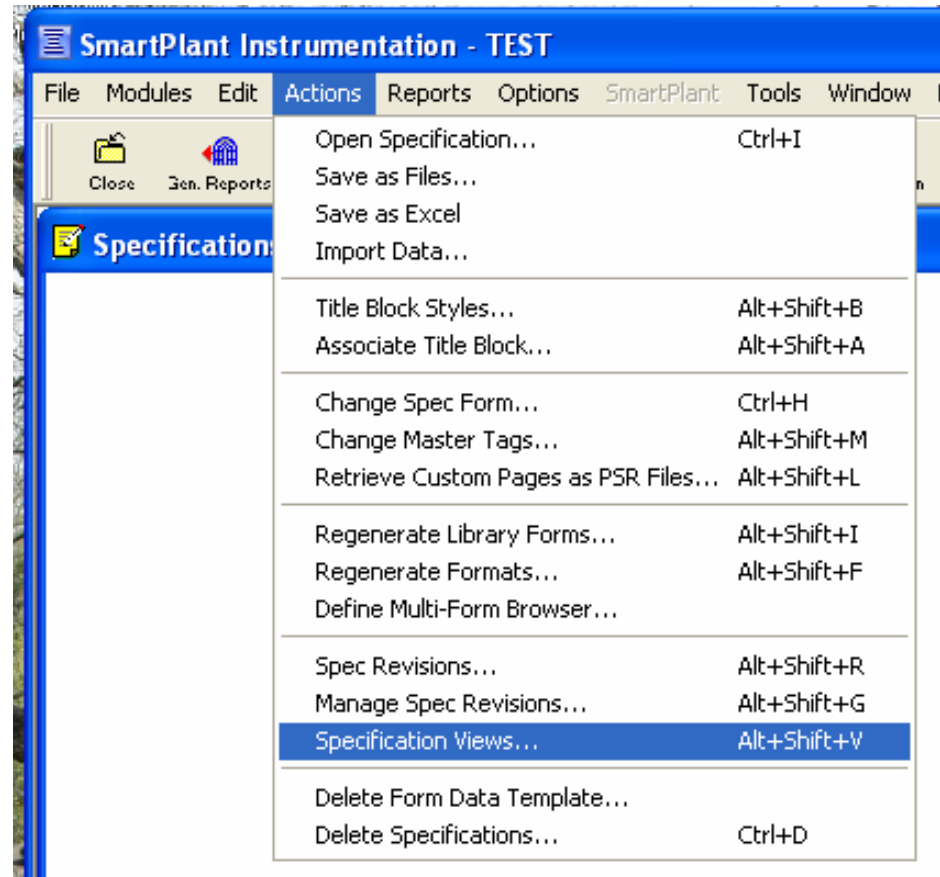 SmartPlant Instrumentation - TEST
File Modules Edit Actions Reports Options SmartPlant Tools Window
Close Gen. Reports
Specifications
Open Specification... Ctrl+I
Save as Files...
Save as Excel
Import Data...
Title Block Styles... Alt+Shift+B
Associate Title Block... Alt+Shift+A
Change Spec Form... Ctrl+H
Change Master Tags... Alt+Shift+M
Retrieve Custom Pages as PSR Files... Alt+Shift+L
Regenerate Library Forms... Alt+Shift+I
Regenerate Formats... Alt+Shift+F
Define Multi-Form Browser...
Spec Revisions... Alt+Shift+R
Manage Spec Revisions... Alt+Shift+G
Specification Views... Alt+Shift+V
Delete Form Data Template...
Delete Specifications... Ctrl+D